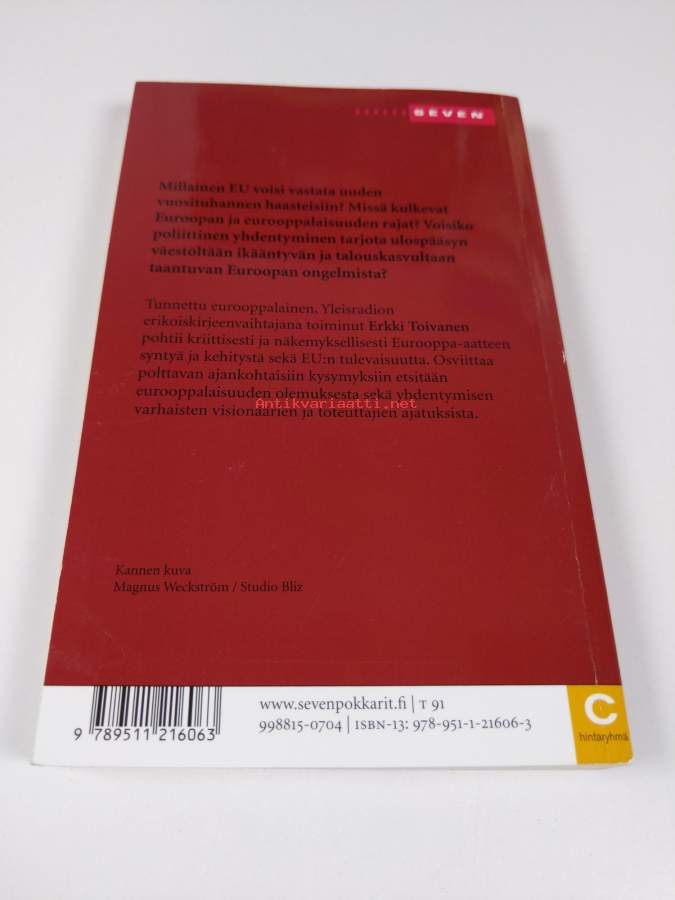 SEVEN
Millainen EU voisi vastata uuden
vuosituhannen haasteisiin? Missä kulkevat
Euroopan ja eurooppalaisuuden rajat? Voisiko
poliittinen yhdentyminen tarjota ulospääsyn
väestöltään ikääntyvän ja talouskasvultaan
taantuvan Euroopan ongelmista?
Tunnettu eurooppalainen, Yleisradion
erikoiskirjeenvaihtajana toiminut Erkki Toivanen
pohtii kriittisesti ja näkemyksellisesti Eurooppa-aatteen
syntyä ja kehitystä sekä EU:n tulevaisuutta. Osviittaa
polttavan ajankohtaisiin kysymyksiin etsitään
eurooppalaisuuden olemuksesta sekä yhdentymisen
Antikvariaatti.net
varhaisten visionäärien ja toteuttajien ajatuksista.
Kannen kuva
Magnus Weckström / Studio Bliz
www.sevenpokkarit.fi | T 91
998815-0704 | ISBN-13: 978-951-1-21606-3
9 789511 216063
C
hintaryhmä